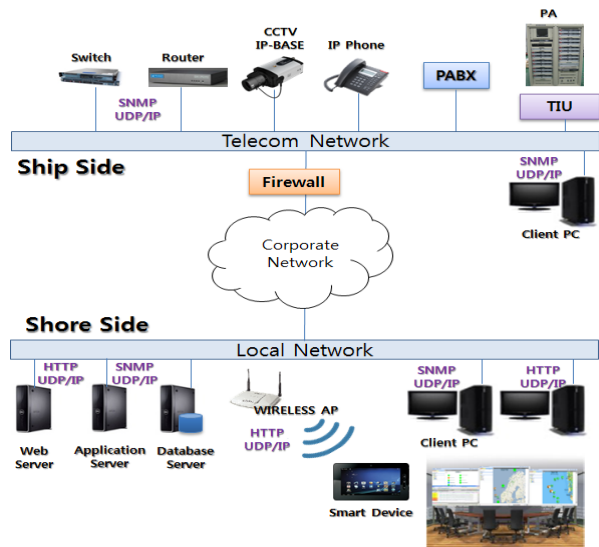 CCTV
IP-BASE
IP Phone
PA
Switch
Router
PABX
SNMP
UDP/IP
TIU
Telecom Network
Ship Side
Firewall
SNMP
UDP/IP
Client PC
Corporate
Network
Shore Side
Local Network
HTTP
UDP/IP
SNMP
UDP/IP
SNMP
UDP/IP
HTTP
UDP/IP
WIRELESS AP
HTTP
UDP/IP
Client PC
Web
Server
Application
Server
Database
Server
Smart Device